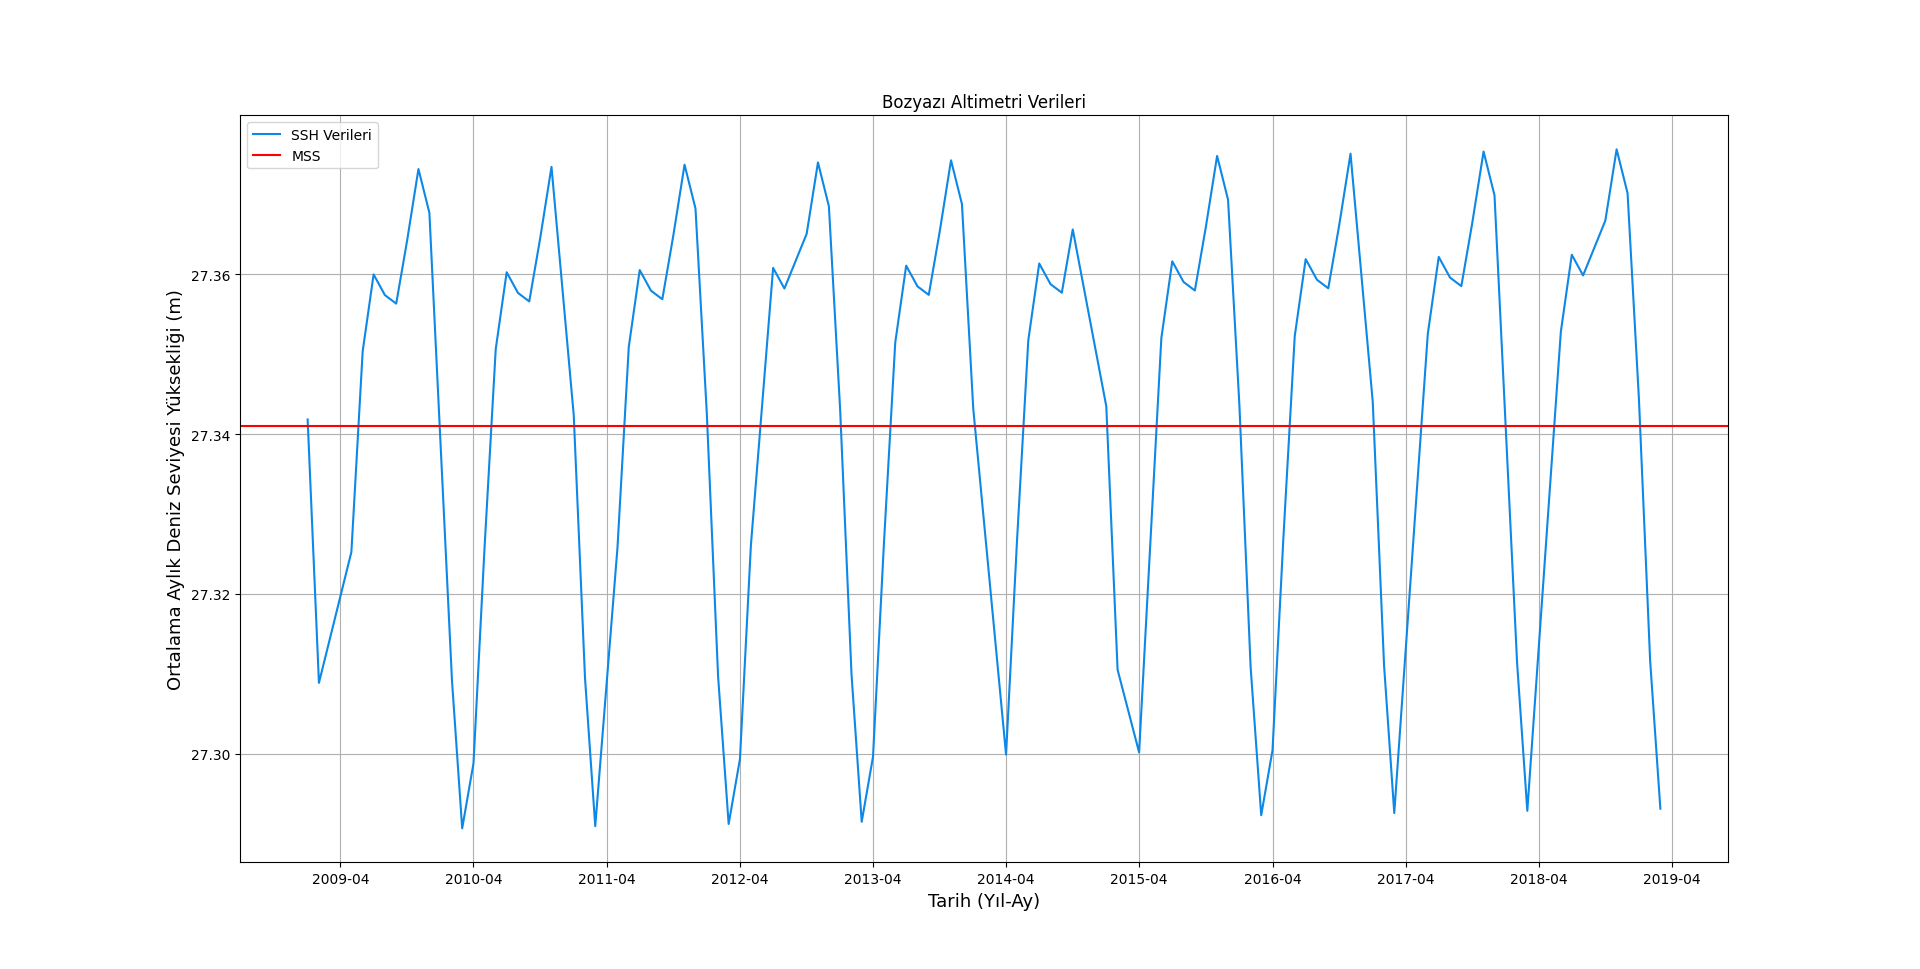 Bozyazı Altimetri Verileri
SSH Verileri
MSS
Ortalama Aylık Deniz Seviyesi Yüksekliği (m)
27.36
27.34
27.32
27.30
2009-04 2010-04 2011-04 2012-04 2013-04 2014-04 2015-04 2016-04 2017-04 2018-04 2019-04
Tarih (Yıl-Ay)